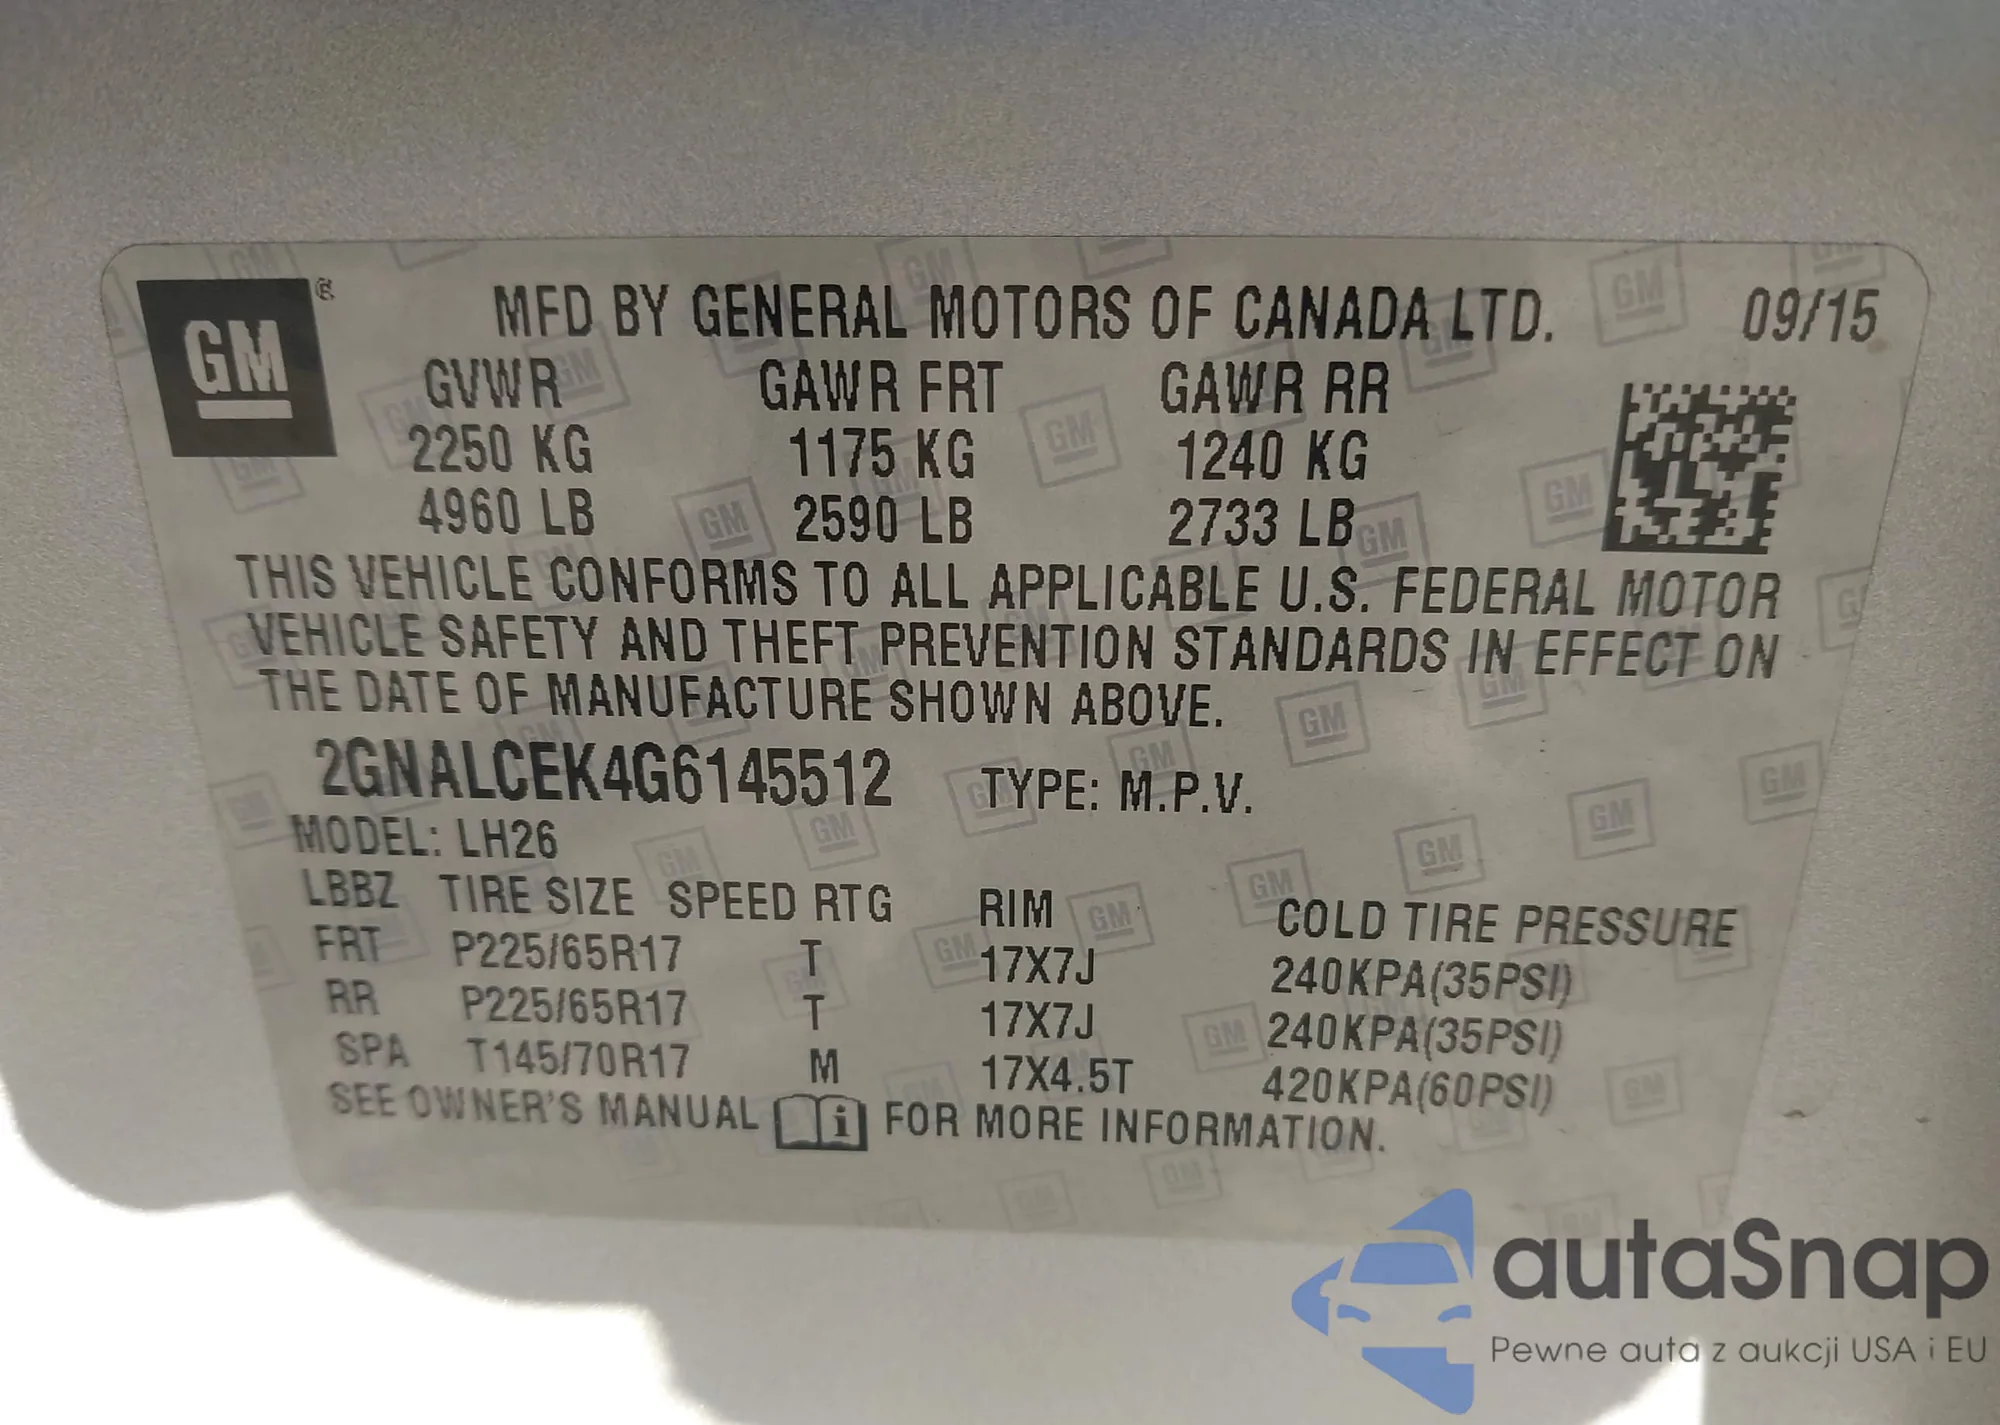 GM ®
MFD BY GENERAL MOTORS OF CANADA LTD. 09/15
GVWR GAWR FRT GAWR RR
2250 KG 1175 KG 1240 KG
4960 LB 2590 LB 2733 LB
THIS VEHICLE CONFORMS TO ALL APPLICABLE U.S. FEDERAL MOTOR
VEHICLE SAFETY AND THEFT PREVENTION STANDARDS IN EFFECT ON
THE DATE OF MANUFACTURE SHOWN ABOVE.
2GNALCEK4G6145512 TYPE: M.P.V.
MODEL: LH26
LBBZ TIRE SIZE SPEED RTG RIM COLD TIRE PRESSURE
FRT P225/65R17 T 17X7J 240KPA(35PSI)
RR P225/65R17 T 17X7J 240KPA(35PSI)
SPA T145/70R17 M 17X4.5T 420KPA(60PSI)
SEE OWNER'S MANUAL i FOR MORE INFORMATION.
autaSnap
Pewne auta z aukcji USA i EU